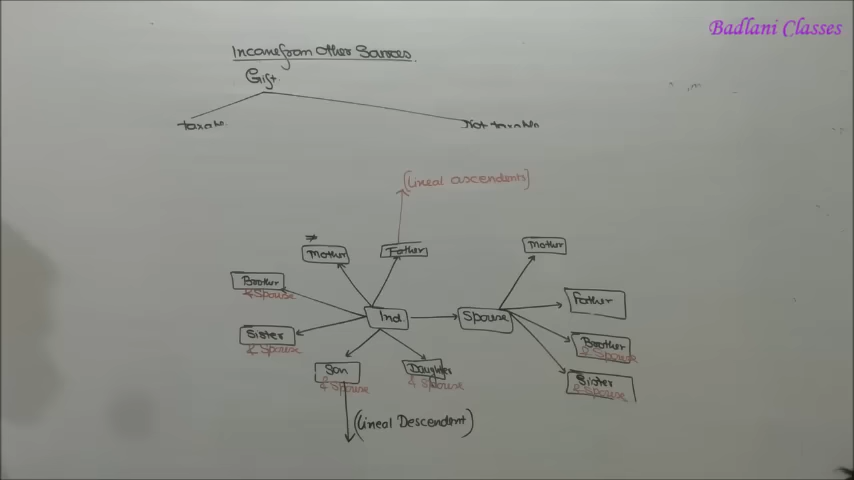 Badlani Classes
Income from Other Sources
Gift
taxable
Not taxable
(Lineal ascendents)
Mother
Father
Mother
Brother
& Spouse
Father
Ind
Spouse
Sister
& Spouse
Brother
& Spouse
Son
& Spouse
Daughter
& Spouse
Sister
& Spouse
(Lineal Descendent)